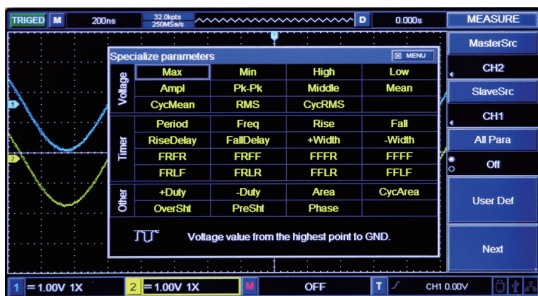 TRIGED M 200ns 32.0kpts D 0.000s MEASURE
250MSa/s
MasterSrc
CH2
SlaveSrc
CH1
All Para
Off
User Def
Next
Specialize parameters MENU
Voltage
Max Min High Low
Ampl Pk-Pk Middle Mean
CycMean RMS CycRMS
Timer
Period Freq Rise Fall
RiseDelay FallDelay +Width -Width
FRFR FRFF FFFR FFFF
FRLF FRLR FFLR FFLF
Other
+Duty -Duty Area CycArea
OverSht PreSht Phase
Voltage value from the highest point to GND.
1
2
1 1.00V 1X 2 1.00V 1X M OFF T CH1 0.00V